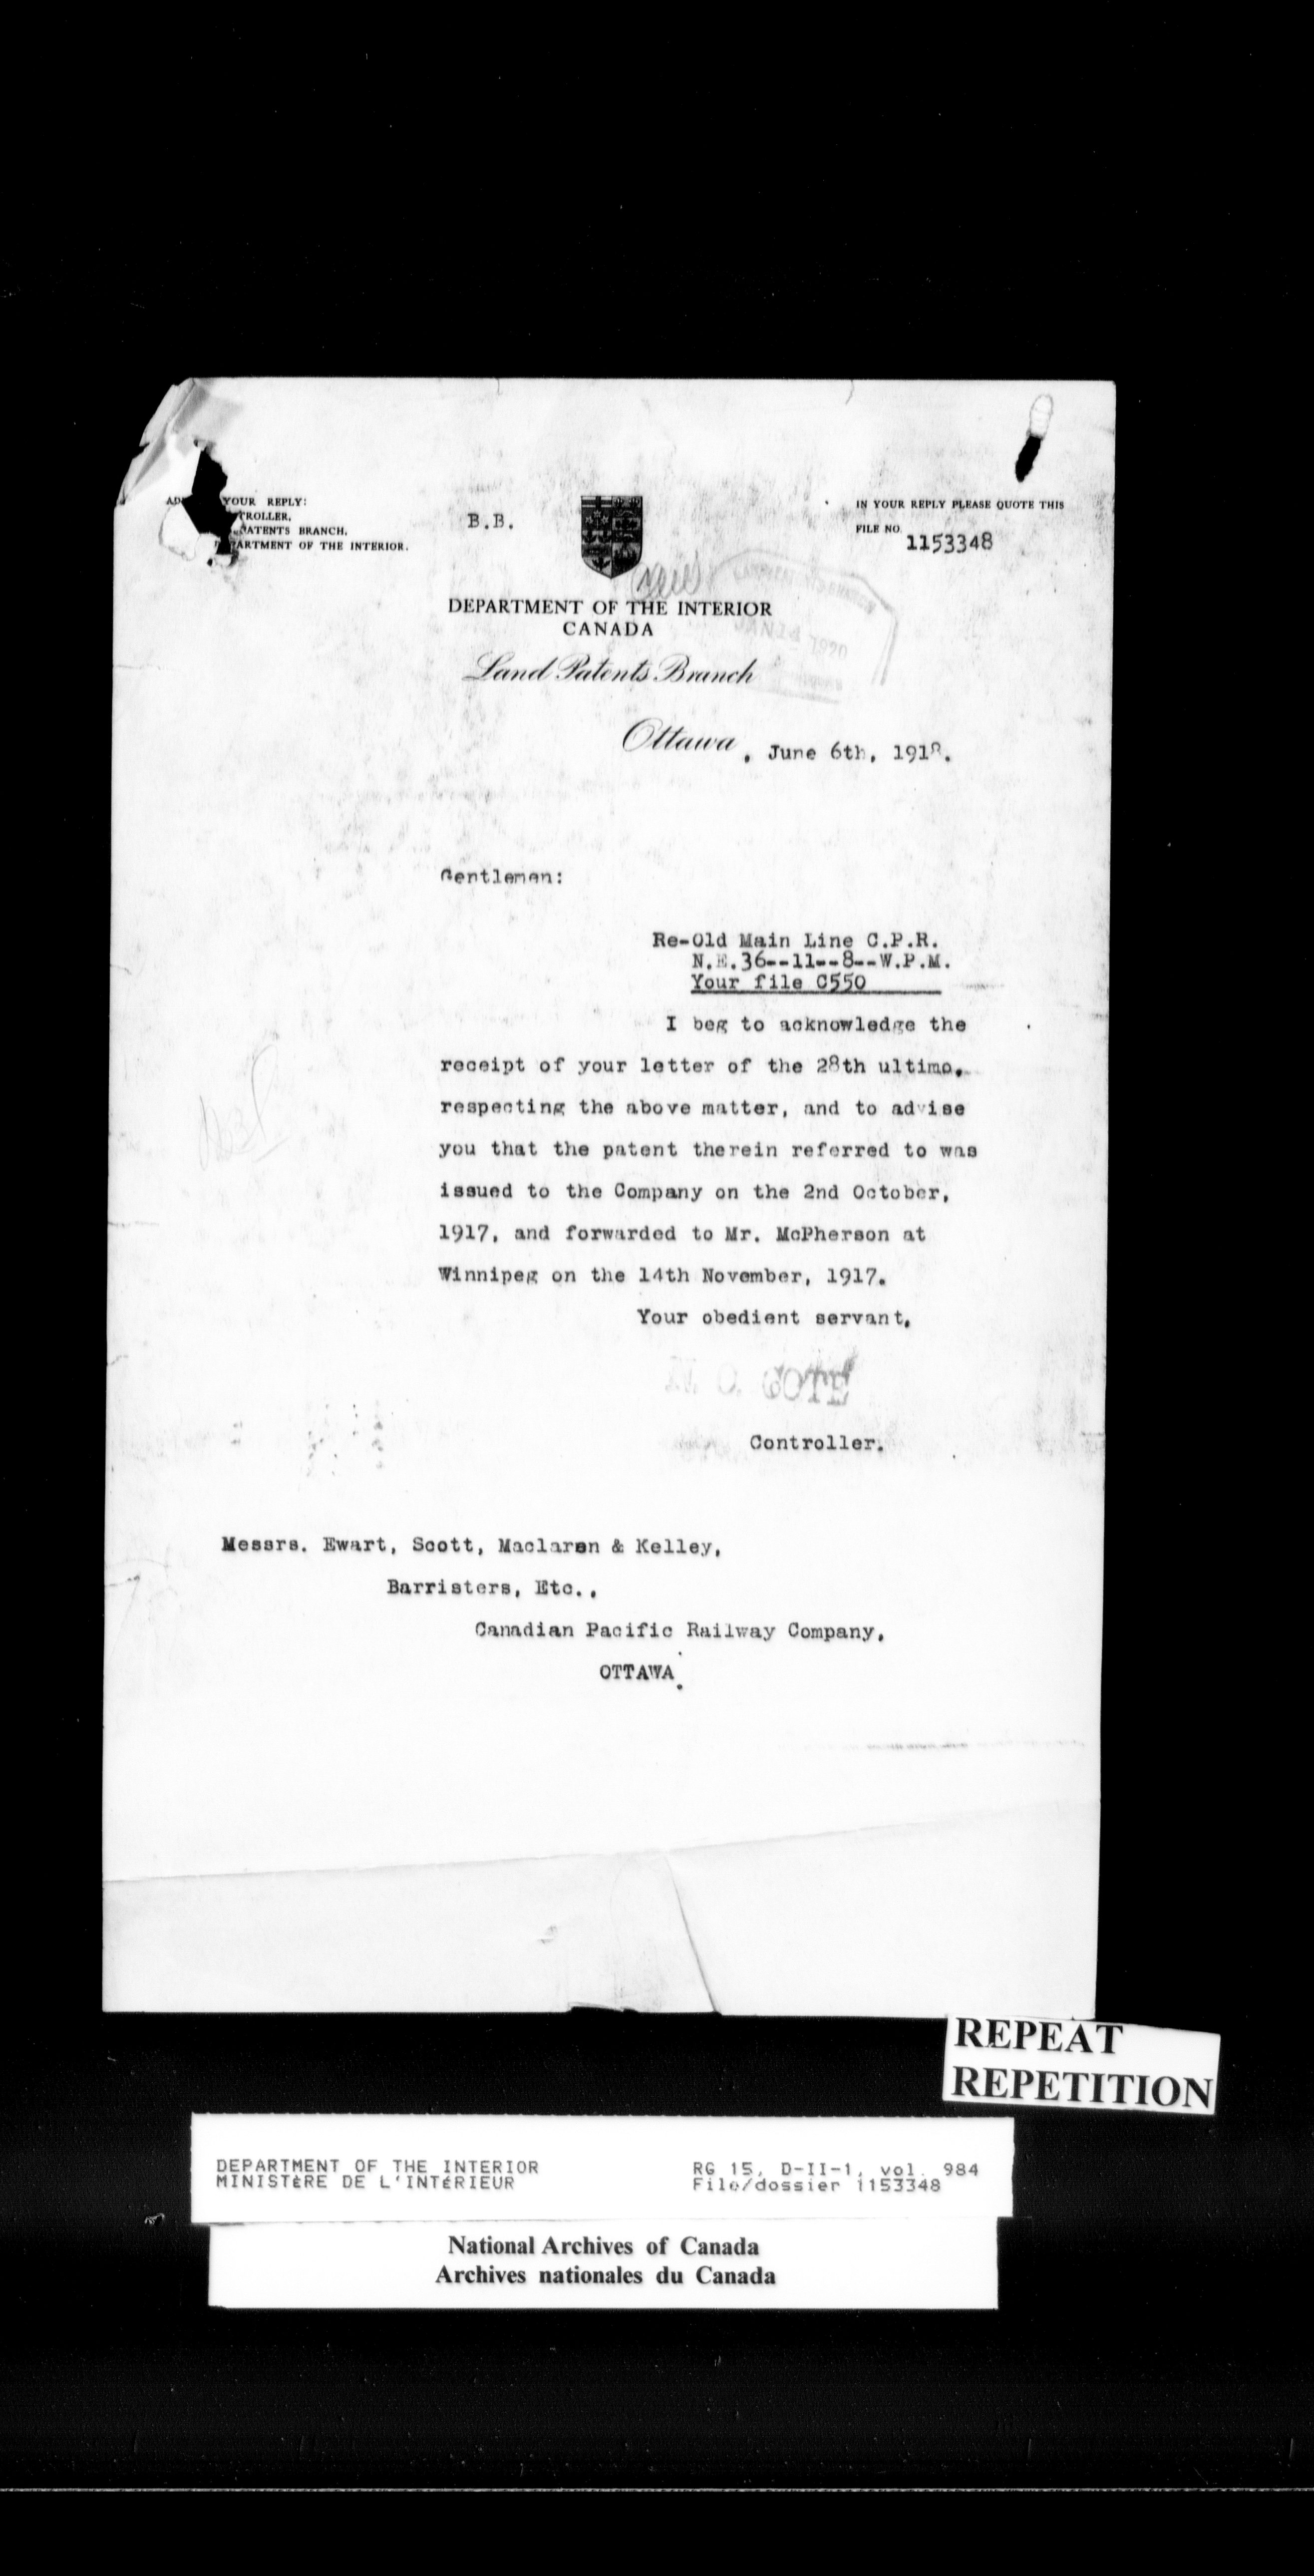 YOUR REPLY:
TROLLER,
PATENTS BRANCH,
PARTMENT OF THE INTERIOR.
B.B.
IN YOUR REPLY PLEASE QUOTE THIS
FILE NO.
1153348
DEPARTMENT OF THE INTERIOR
CANADA
JAN 14 1920
Land Patents Branch
Ottawa, June 6th, 1918.
Gentlemen:
Re-Old Main Line C.P.R.
N.E.36--11--8--W.P.M.
Your file C550
I beg to acknowledge the
receipt of your letter of the 28th ultimo,
respecting the above matter, and to advise
you that the patent therein referred to was
issued to the Company on the 2nd October,
1917, and forwarded to Mr. McPherson at
Winnipeg on the 14th November, 1917.
Your obedient servant,
N. O. COTE
Controller.
Messrs. Ewart, Scott, Maclaren & Kelley,
Barristers, Etc.,
Canadian Pacific Railway Company,
OTTAWA.
REPEAT
REPETITION
DEPARTMENT OF THE INTERIOR
MINISTÈRE DE L'INTÉRIEUR
RG 15, D-II-1, vol. 984
File/dossier 1153348
National Archives of Canada
Archives nationales du Canada